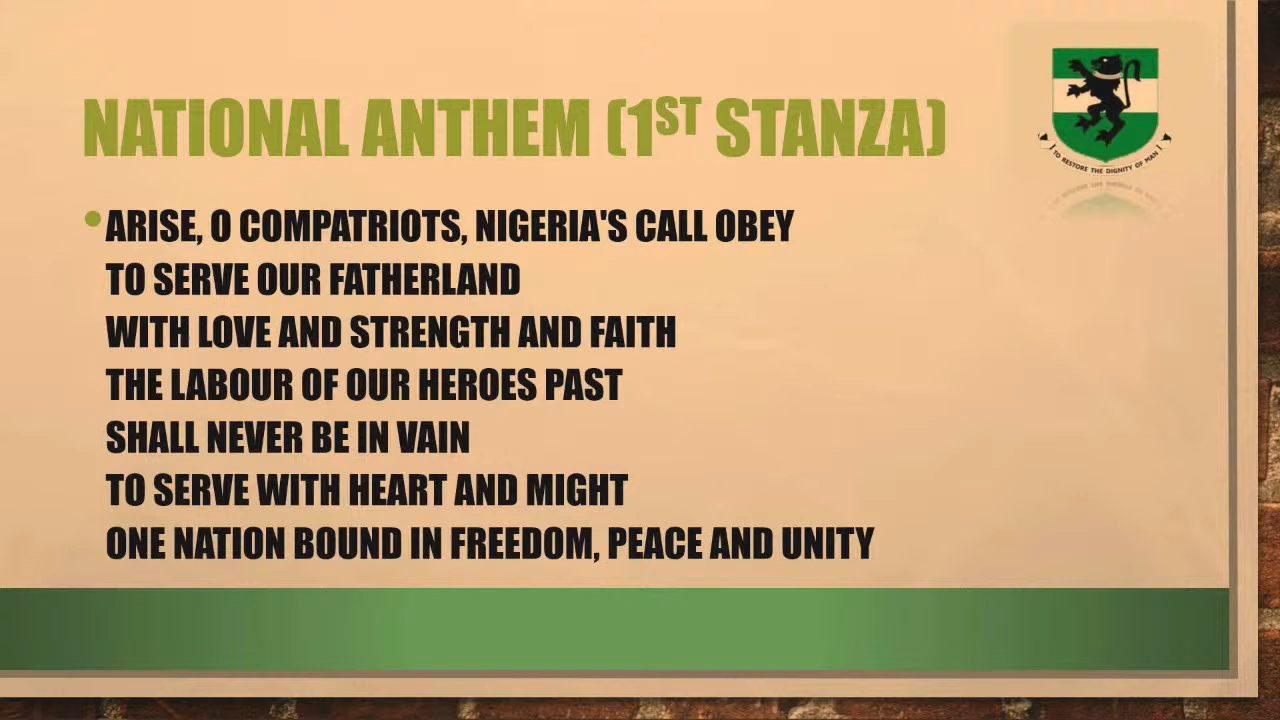 NATIONAL ANTHEM (1ST STANZA)
TO RESTORE THE DIGNITY OF MAN
• ARISE, O COMPATRIOTS, NIGERIA'S CALL OBEY
TO SERVE OUR FATHERLAND
WITH LOVE AND STRENGTH AND FAITH
THE LABOUR OF OUR HEROES PAST
SHALL NEVER BE IN VAIN
TO SERVE WITH HEART AND MIGHT
ONE NATION BOUND IN FREEDOM, PEACE AND UNITY